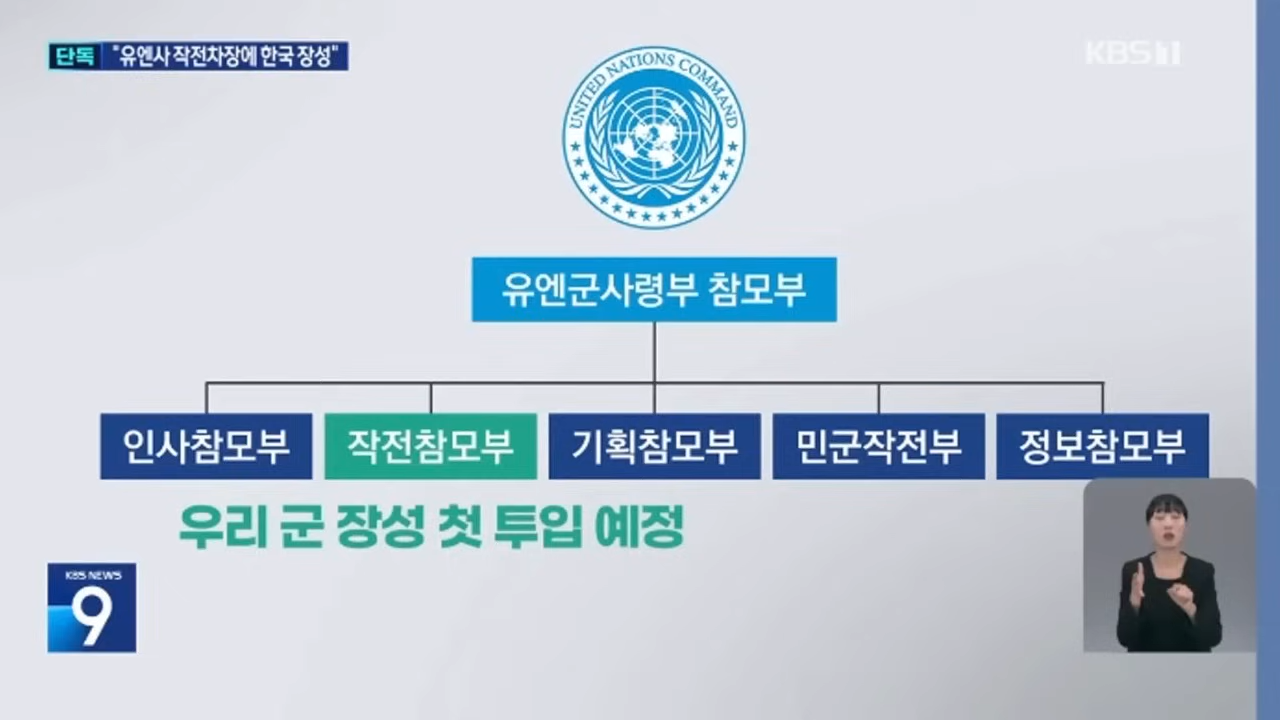 단독 "유엔사 작전차장에 한국 장성"
KBS 1
UNITED NATIONS COMMAND
유엔군사령부 참모부
인사참모부 작전참모부 기획참모부 민군작전부 정보참모부
우리 군 장성 첫 투입 예정
KBS NEWS
9